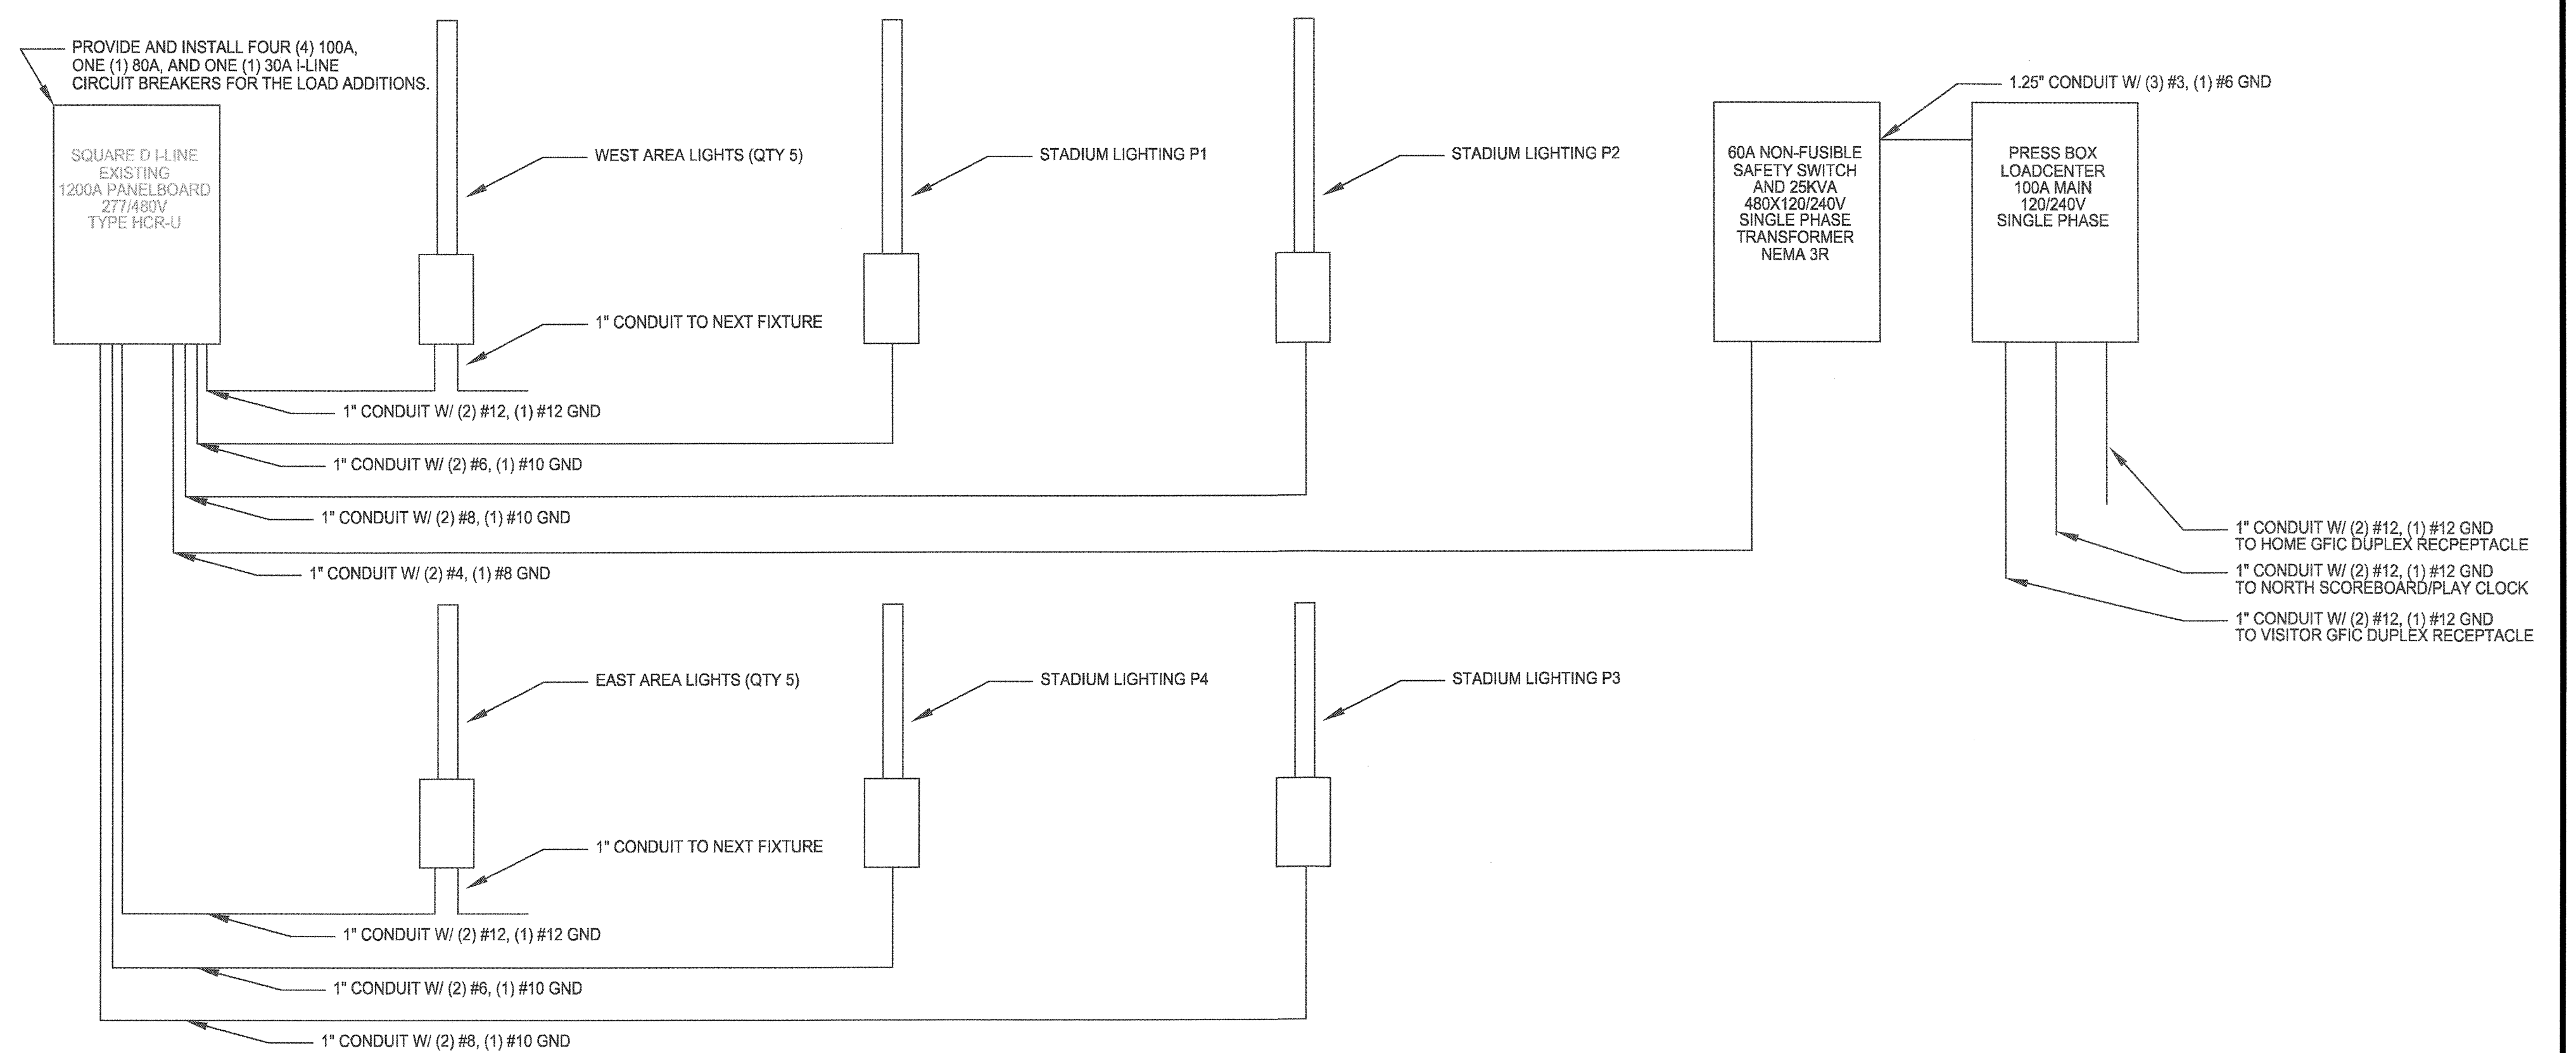 PROVIDE AND INSTALL FOUR (4) 100A,
ONE (1) 80A, AND ONE (1) 30A I-LINE
CIRCUIT BREAKERS FOR THE LOAD ADDITIONS.
SQUARE D I-LINE
EXISTING
1200A PANELBOARD
277/480V
TYPE HCR-U
WEST AREA LIGHTS (QTY 5)
STADIUM LIGHTING P1
STADIUM LIGHTING P2
1" CONDUIT TO NEXT FIXTURE
1" CONDUIT W/ (2) #12, (1) #12 GND
1" CONDUIT W/ (2) #6, (1) #10 GND
1" CONDUIT W/ (2) #8, (1) #10 GND
1" CONDUIT W/ (2) #4, (1) #8 GND
60A NON-FUSIBLE
SAFETY SWITCH
AND 25KVA
480X120/240V
SINGLE PHASE
TRANSFORMER
NEMA 3R
1.25" CONDUIT W/ (3) #3, (1) #6 GND
PRESS BOX
LOADCENTER
100A MAIN
120/240V
SINGLE PHASE
1" CONDUIT W/ (2) #12, (1) #12 GND
TO HOME GFIC DUPLEX RECPEPTACLE
1" CONDUIT W/ (2) #12, (1) #12 GND
TO NORTH SCOREBOARD/PLAY CLOCK
1" CONDUIT W/ (2) #12, (1) #12 GND
TO VISITOR GFIC DUPLEX RECEPTACLE
EAST AREA LIGHTS (QTY 5)
STADIUM LIGHTING P4
STADIUM LIGHTING P3
1" CONDUIT TO NEXT FIXTURE
1" CONDUIT W/ (2) #12, (1) #12 GND
1" CONDUIT W/ (2) #6, (1) #10 GND
1" CONDUIT W/ (2) #8, (1) #10 GND